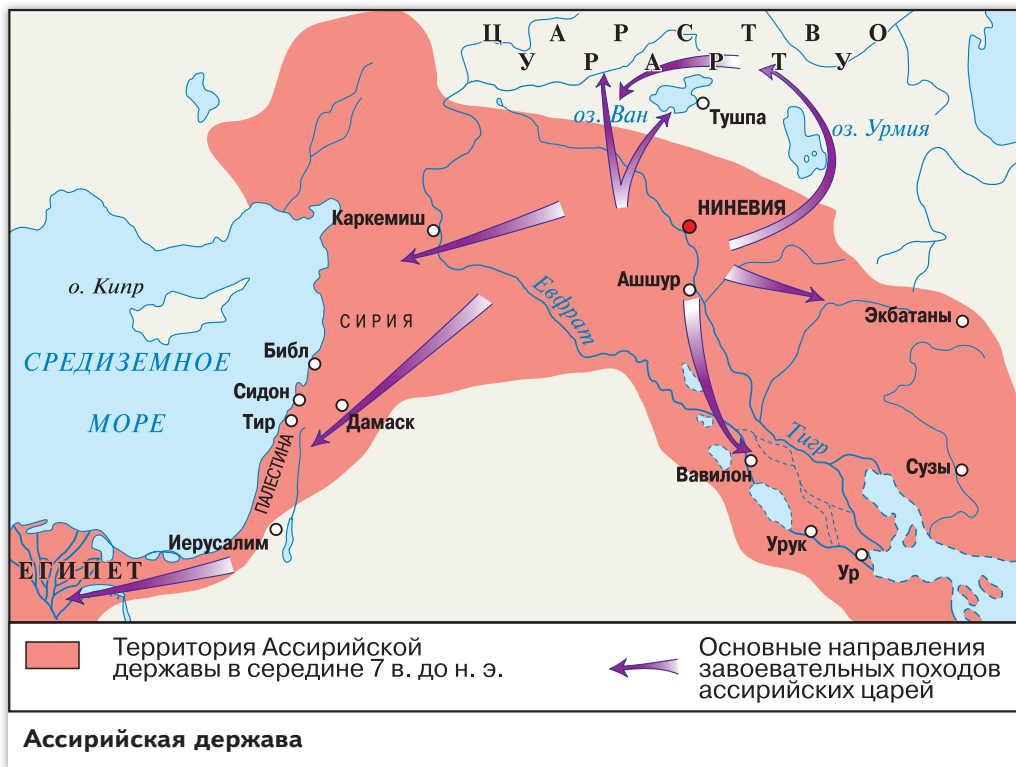 ЦАРСТВО
УРАРТУ
оз. Ван
Тушпа
оз. Урмия
Каркемиш
НИНЕВИЯ
о. Кипр
Ашшур
Евфрат
СИРИЯ
Экбатаны
СРЕДИЗЕМНОЕ
МОРЕ
Библ
Сидон
Тир
Дамаск
ПАЛЕСТИНА
Тигр
Вавилон
Сузы
Иерусалим
Урук
Ур
ЕГИПЕТ
Территория Ассирийской
державы в середине 7 в. до н. э.
Основные направления
завоевательных походов
ассирийских царей
Ассирийская держава